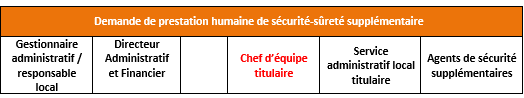 Demande de prestation humaine de sécurité-sûreté supplémentaire
Gestionnaire
administratif /
responsable
local
Directeur
Administratif
et Financier
Chef d'équipe
titulaire
Service
administratif local
titulaire
Agents de sécurité
supplémentaires